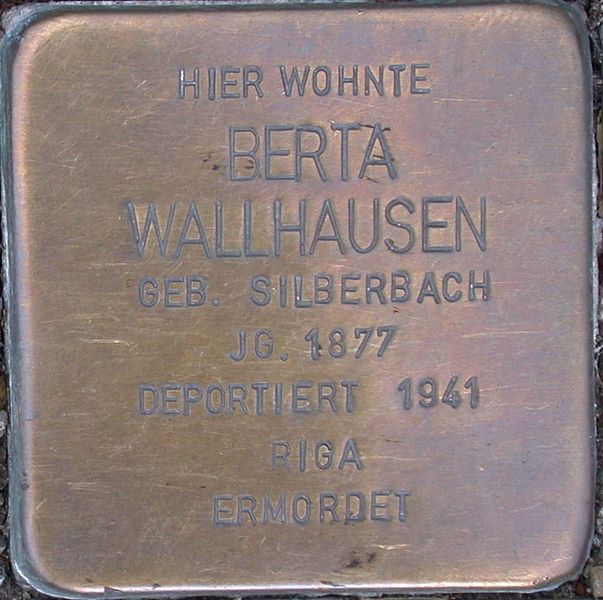 HIER WOHNTE
BERTA
WALLHAUSEN
GEB. SILBERBACH
JG. 1877
DEPORTIERT 1941
RIGA
ERMORDET